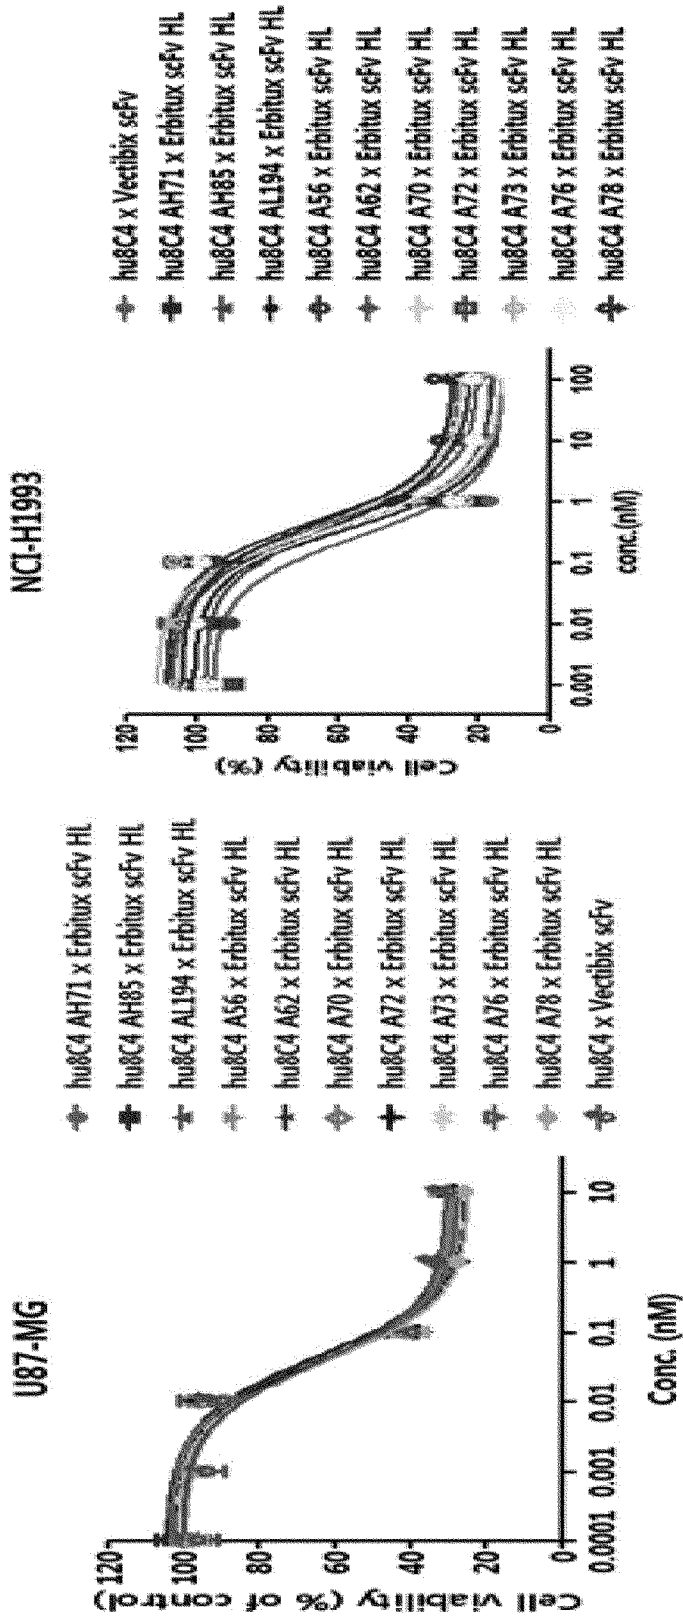 U87-MG
Cell viability (% of control)
120
100
80
60
40
20
0
0.0001 0.001 0.01 0.1 1 10
Conc. (nM)
hu8C4 AH71 x Erbitux scFv HL
hu8C4 AH85 x Erbitux scFv HL
hu8C4 AL194 x Erbitux scFv HL
hu8C4 A56 x Erbitux scFv HL
hu8C4 A62 x Erbitux scFv HL
hu8C4 A70 x Erbitux scFv HL
hu8C4 A72 x Erbitux scFv HL
hu8C4 A73 x Erbitux scFv HL
hu8C4 A76 x Erbitux scFv HL
hu8C4 A78 x Erbitux scFv HL
hu8C4 x Vectibix scFv
NCI-H1993
Cell viability (%)
120
100
80
60
40
20
0
0.001 0.01 0.1 1 10 100
conc.(nM)
hu8C4 x Vectibix scFv
hu8C4 AH71 x Erbitux scFv HL
hu8C4 AH85 x Erbitux scFv HL
hu8C4 AL194 x Erbitux scFv HL
hu8C4 A56 x Erbitux scFv HL
hu8C4 A62 x Erbitux scFv HL
hu8C4 A70 x Erbitux scFv HL
hu8C4 A72 x Erbitux scFv HL
hu8C4 A73 x Erbitux scFv HL
hu8C4 A76 x Erbitux scFv HL
hu8C4 A78 x Erbitux scFv HL